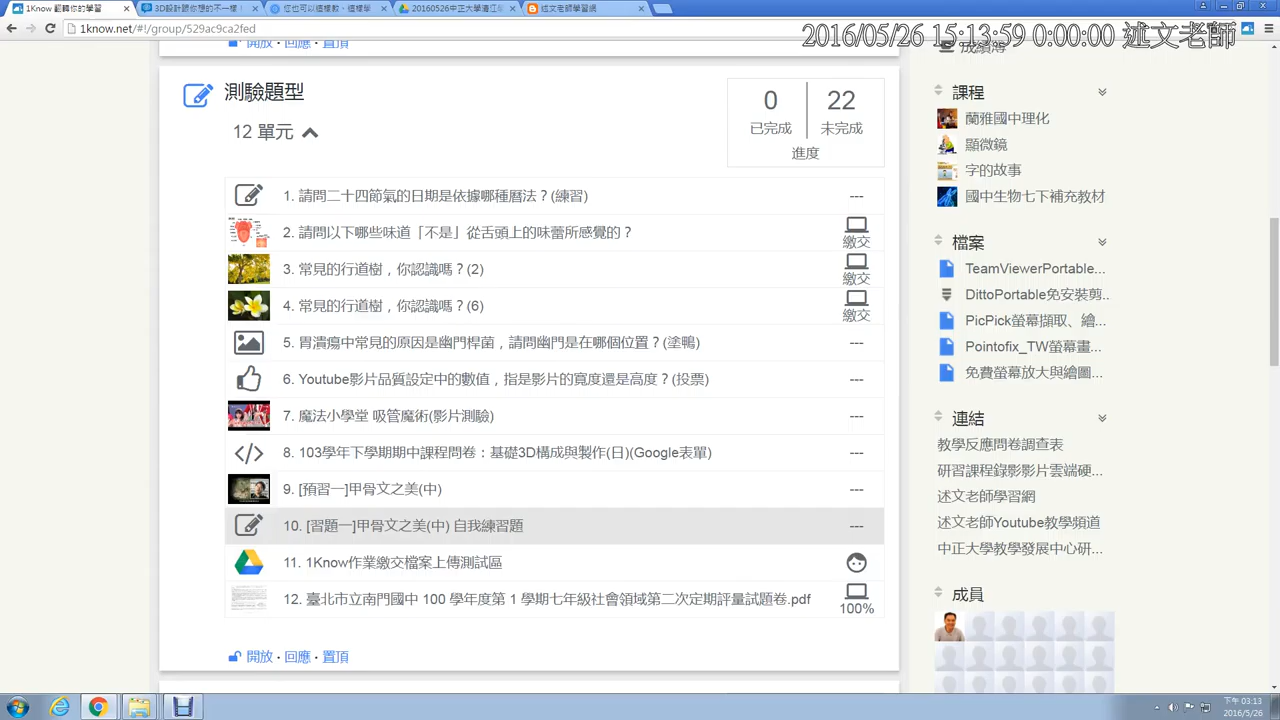 1Know 翻轉你的學習
3D設計跟你想的不一樣！
您也可以這樣教、這樣學
20160526中正大學濁江
述文老師學習網
1know.net/#!/group/529ac9ca2fed
2016/05/26 15:13:59 0:00:00 述文老師
開放 · 回應 · 置頂
成績簿
測驗題型
12 單元
0
已完成
22
未完成
進度
1. 請問二十四節氣的日期是依據哪種曆法？(練習)
---
2. 請問以下哪些味道「不是」從舌頭上的味蕾所感覺的？
繳交
3. 常見的行道樹，你認識嗎？(2)
繳交
4. 常見的行道樹，你認識嗎？(6)
繳交
5. 胃潰瘍中常見的原因是幽門桿菌，請問幽門是在哪個位置？(塗鴨)
---
6. Youtube影片品質設定中的數值，指是影片的寬度還是高度？(投票)
---
7. 魔法小學堂 吸管魔術(影片測驗)
---
8. 103學年下學期期中課程問卷：基礎3D構成與製作(日)(Google表單)
---
9. [預習一]甲骨文之美(中)
---
10. [習題一]甲骨文之美(中) 自我練習題
---
11. 1Know作業繳交檔案上傳測試區
12. 臺北市立南門國中 100 學年度第 1 學期七年級社會領域第二次定期評量試題卷.pdf
100%
開放 · 回應 · 置頂
課程
蘭雅國中理化
顯微鏡
字的故事
國中生物七下補充教材
檔案
TeamViewerPortable...
DittoPortable免安裝剪...
PicPick螢幕擷取、繪...
Pointofix_TW螢幕畫...
免費螢幕放大與繪圖...
連結
教學反應問卷調查表
研習課程錄影影片雲端硬...
述文老師學習網
述文老師Youtube教學頻道
中正大學教學發展中心研...
成員
下午 03:13
2016/5/26